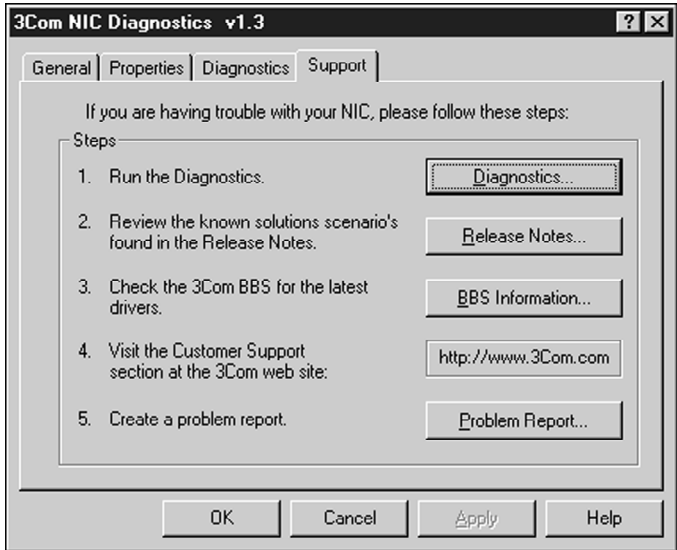 3Com NIC Diagnostics v1.3
General Properties Diagnostics Support
If you are having trouble with your NIC, please follow these steps:
Steps
1. Run the Diagnostics.
Diagnostics...
2. Review the known solutions scenario's
found in the Release Notes.
Release Notes...
3. Check the 3Com BBS for the latest
drivers.
BBS Information...
4. Visit the Customer Support
section at the 3Com web site:
http://www.3Com.com
5. Create a problem report.
Problem Report...
OK Cancel Apply Help